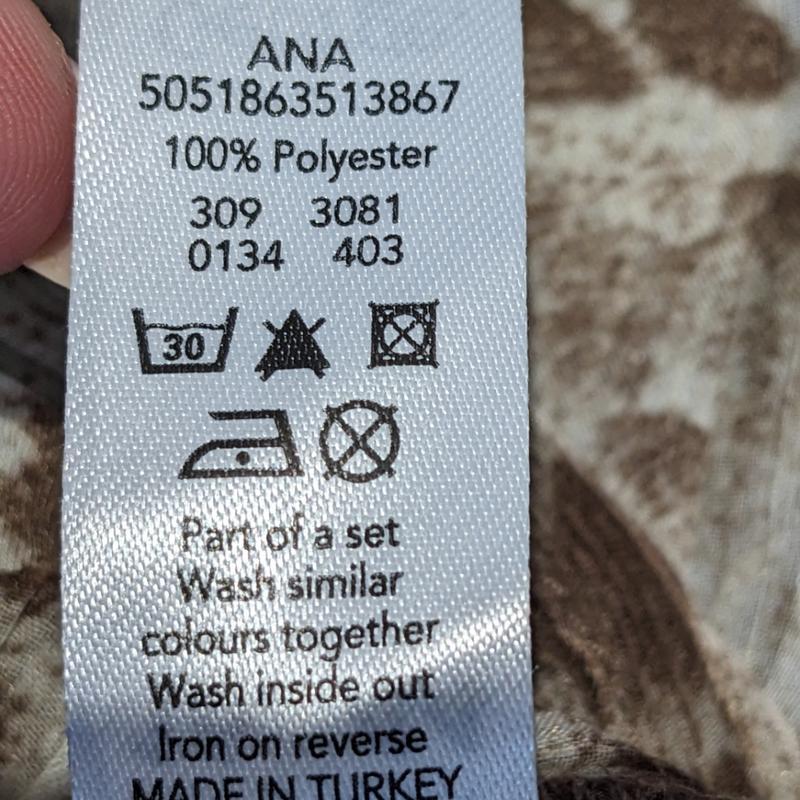 ANA
5051863513867
100% Polyester
309 3081
0134 403
30
Part of a set
Wash similar
colours together
Wash inside out
Iron on reverse
MADE IN TURKEY